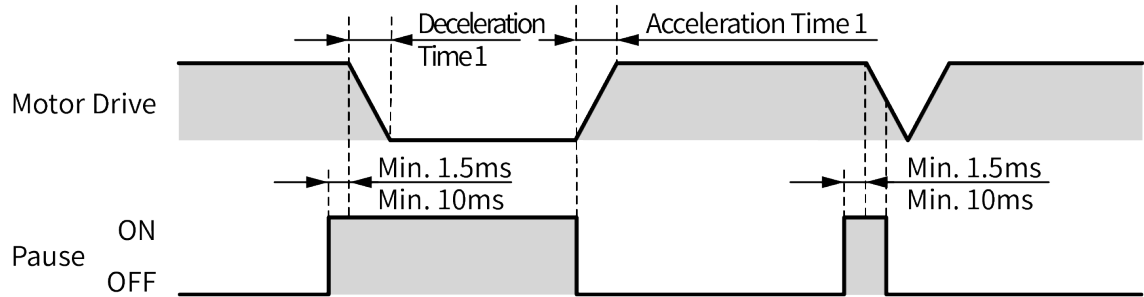 Deceleration
Time 1
Acceleration Time 1
Motor Drive
Min. 1.5ms
Min. 10ms
Min. 1.5ms
Min. 10ms
ON
Pause
OFF